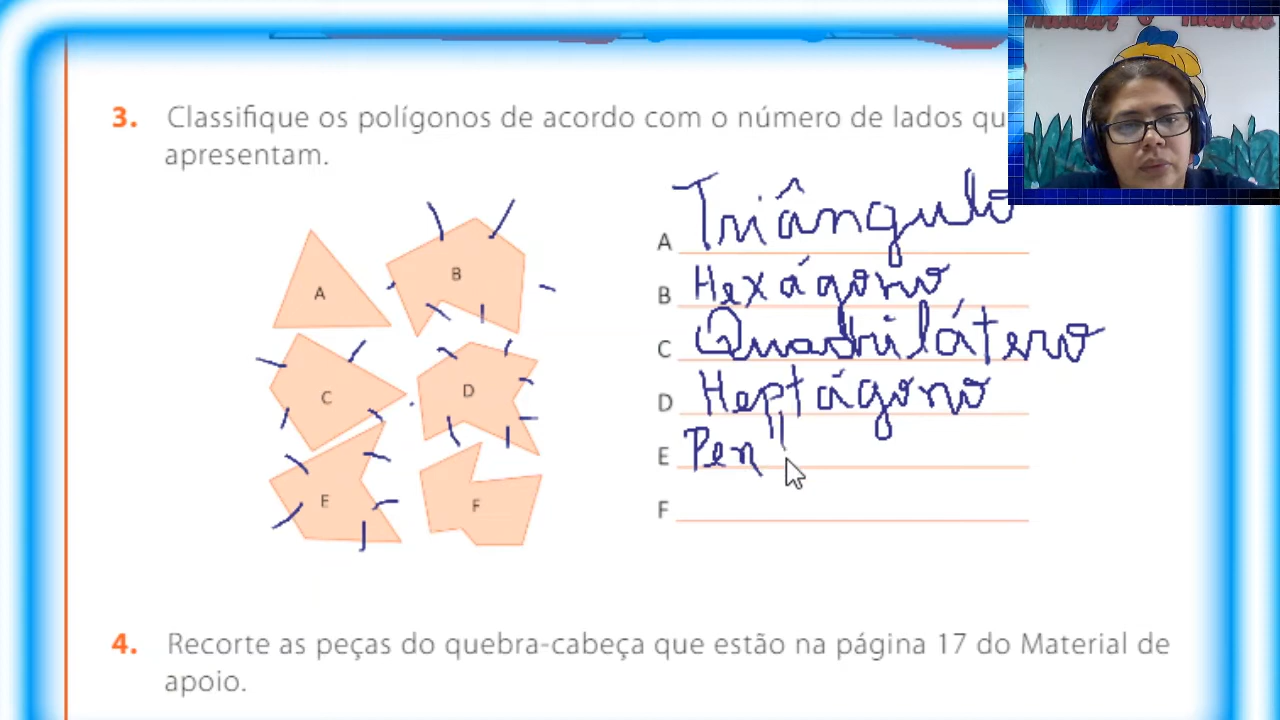 3. Classifique os polígonos de acordo com o número de lados qu
apresentam.
A Triângulo
B Hexágono
C Quadrilátero
D Heptágono
E Pen
F
A
B
C
D
E
F
4. Recorte as peças do quebra-cabeça que estão na página 17 do Material de
apoio.